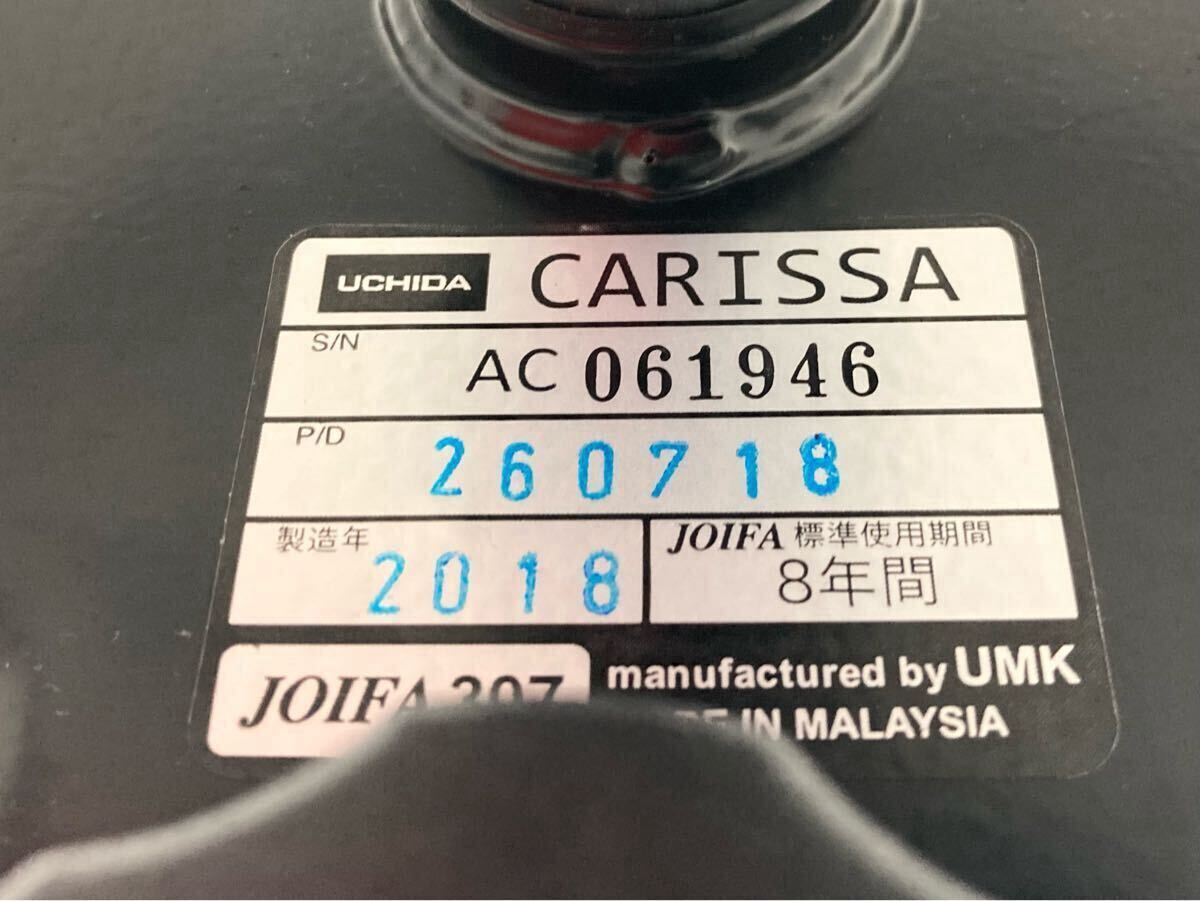 UCHIDA CARISSA
S/N AC 061946
P/D 260718
製造年 2018
JOIFA 標準使用期間
8年間
JOIFA 307
manufactured by UMK
IN MALAYSIA